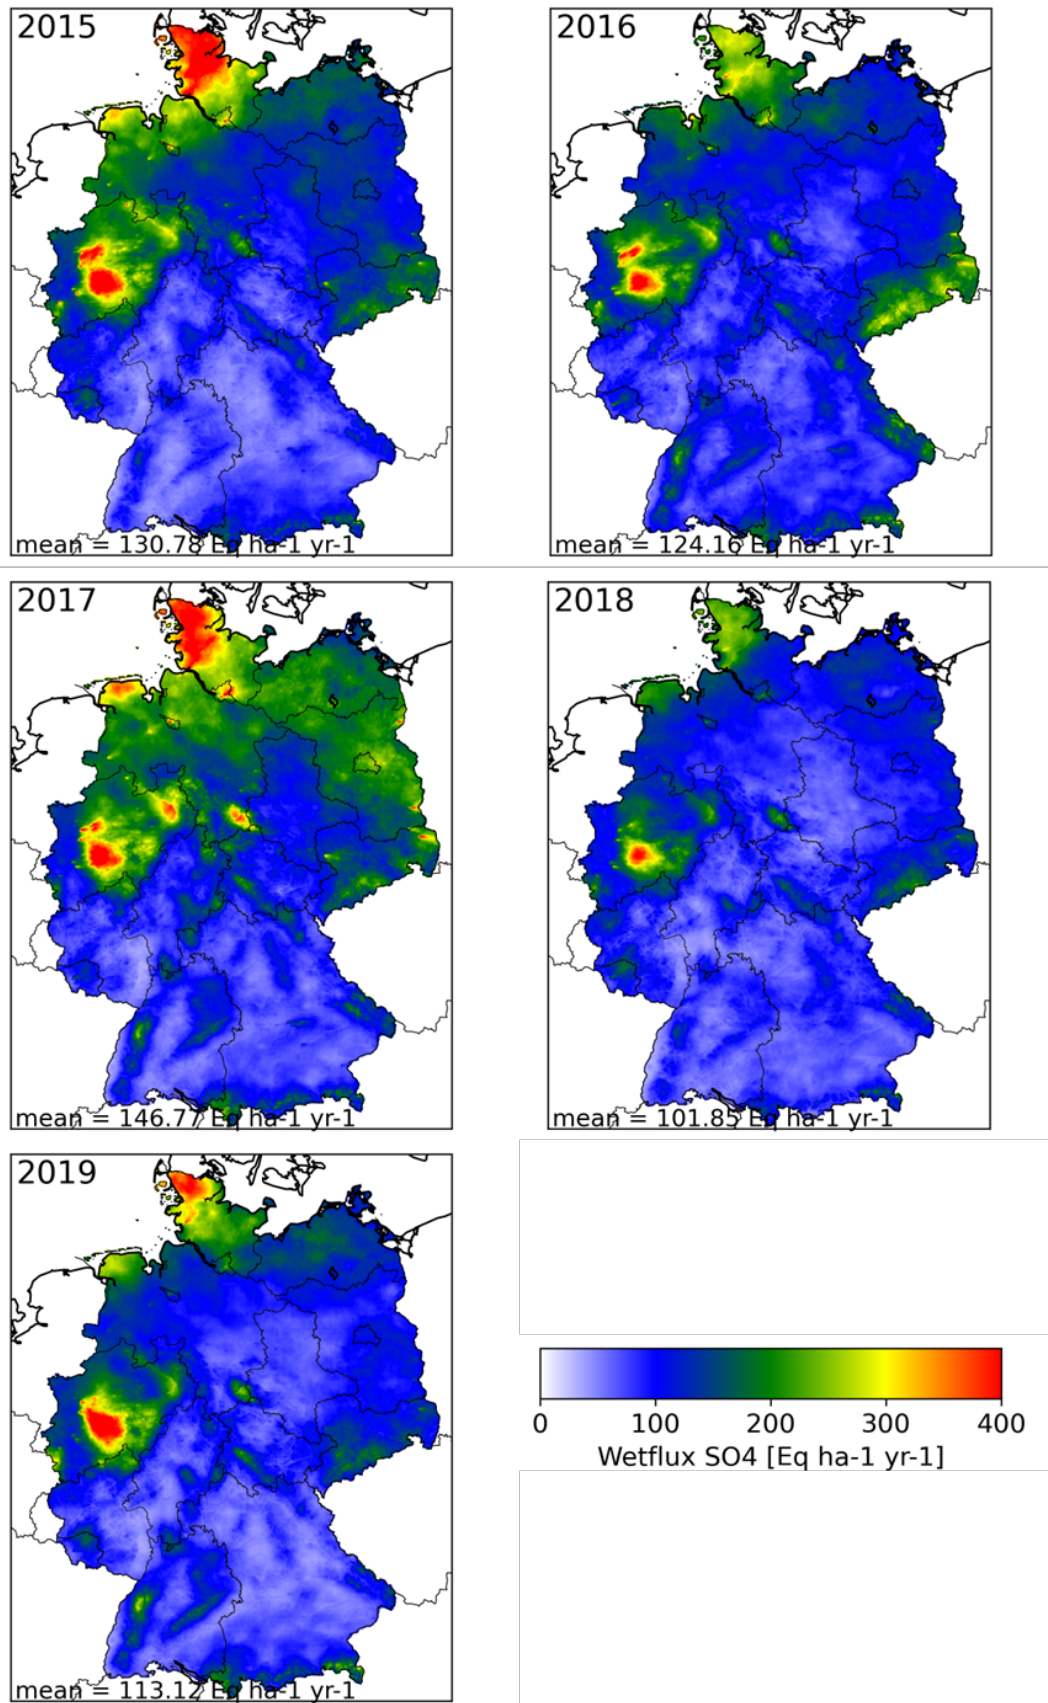 2015
2016
mean = 130.78 Eq ha-1 yr-1
mean = 124.16 Eq ha-1 yr-1
2017
2018
mean = 146.77 Eq ha-1 yr-1
mean = 101.85 Eq ha-1 yr-1
2019
0 100 200 300 400
Wetflux SO4 [Eq ha-1 yr-1]
mean = 113.12 Eq ha-1 yr-1